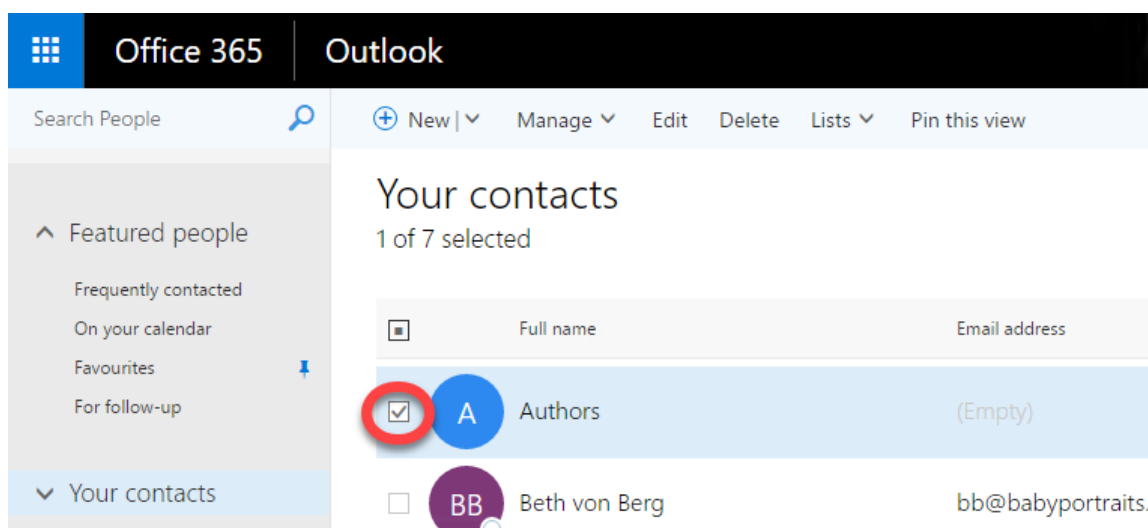 Office 365 Outlook
Search People
New | Manage Edit Delete Lists Pin this view
Your contacts
1 of 7 selected
Featured people
Frequently contacted
On your calendar
Favourites
For follow-up
Your contacts
Full name Email address
A Authors (Empty)
BB Beth von Berg bb@babyportraits